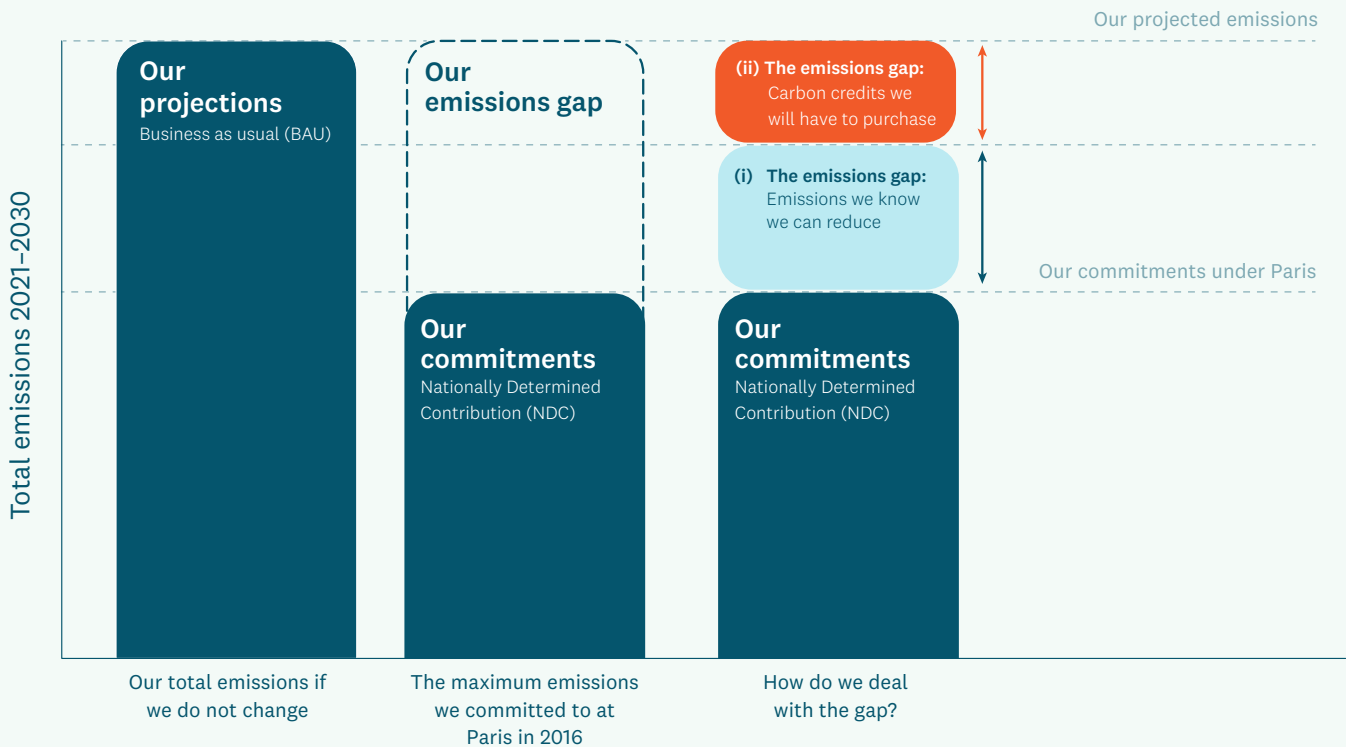 Our projected emissions
Our
projections
Business as usual (BAU)
Our
emissions gap
(ii) The emissions gap:
Carbon credits we
will have to purchase
(i) The emissions gap:
Emissions we know
we can reduce
Our commitments under Paris
Our
commitments
Nationally Determined
Contribution (NDC)
Our
commitments
Nationally Determined
Contribution (NDC)
Total emissions 2021–2030
Our total emissions if
we do not change
The maximum emissions
we committed to at
Paris in 2016
How do we deal
with the gap?